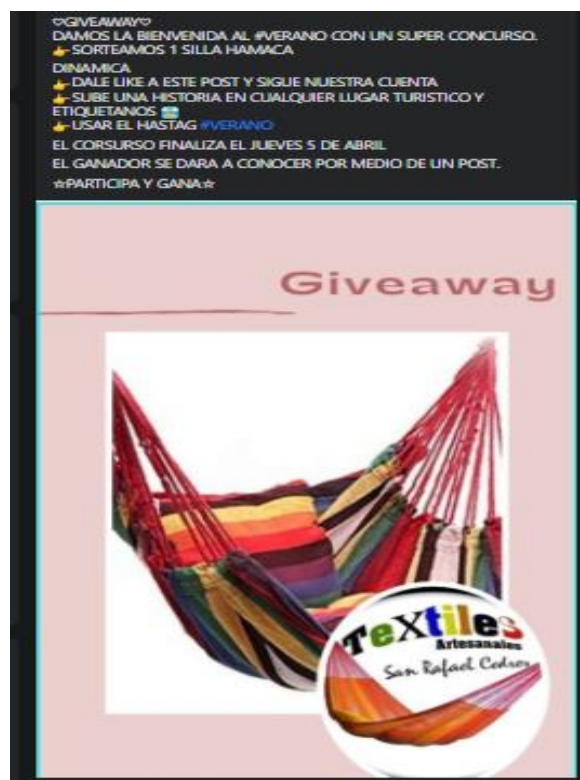 ♡GIVEAWAY♡
DAMOS LA BIENVENIDA AL #VERANO CON UN SUPER CONCURSO.
👉SORTEAMOS 1 SILLA HAMACA
DINAMICA
👉DALE LIKE A ESTE POST Y SIGUE NUESTRA CUENTA
👉SUBE UNA HISTORIA EN CUALQUIER LUGAR TURISTICO Y
ETIQUETANOS
👉USAR EL HASTAG #VERANO
EL CORSURSO FINALIZA EL JUEVES 5 DE ABRIL
EL GANADOR SE DARA A CONOCER POR MEDIO DE UN POST.
☆PARTICIPA Y GANA☆
Giveaway
TeXtiles
Artesanales
San Rafael Cedros